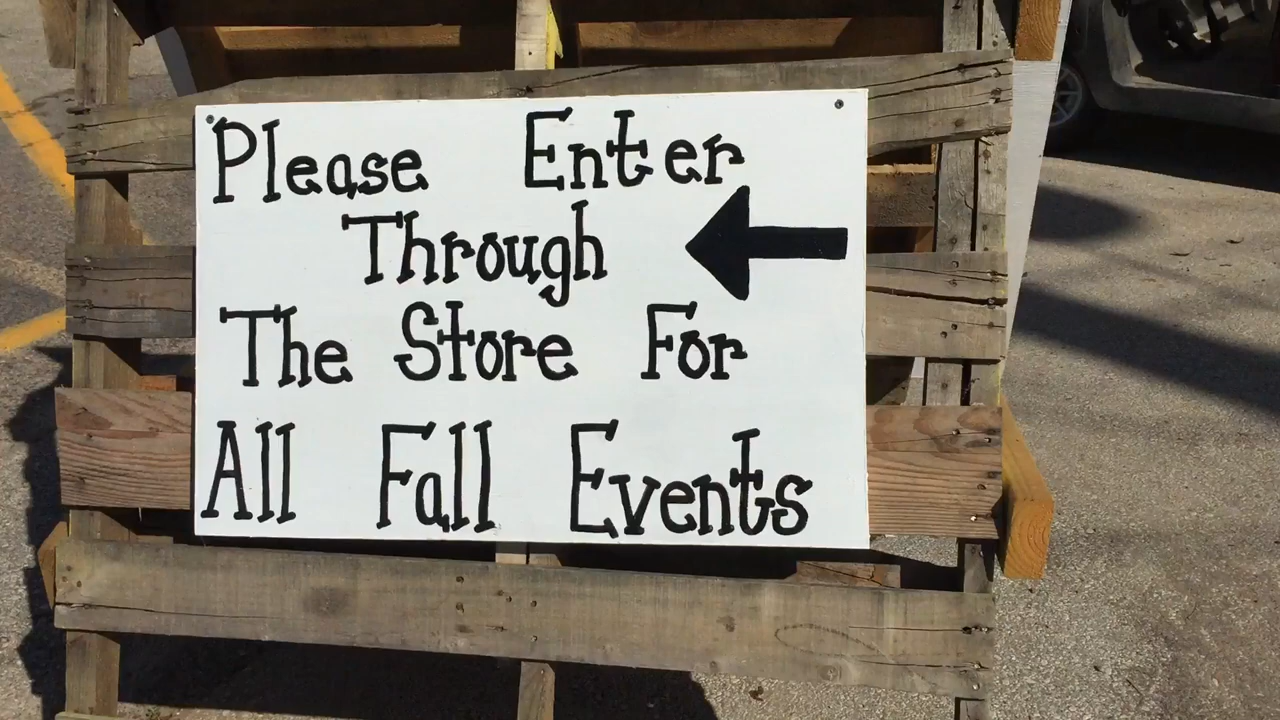 Please Enter
Through
The Store For
All Fall Events